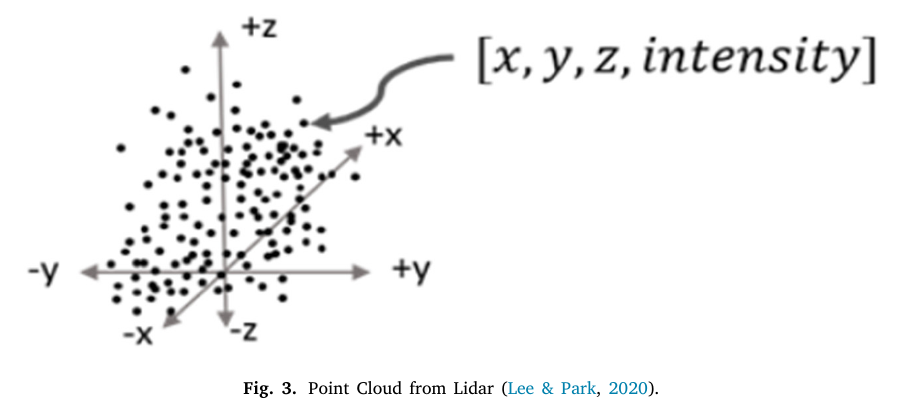 +z
[x, y, z, intensity]
+x
-y
+y
-x
-z
Fig. 3. Point Cloud from Lidar (Lee & Park, 2020).